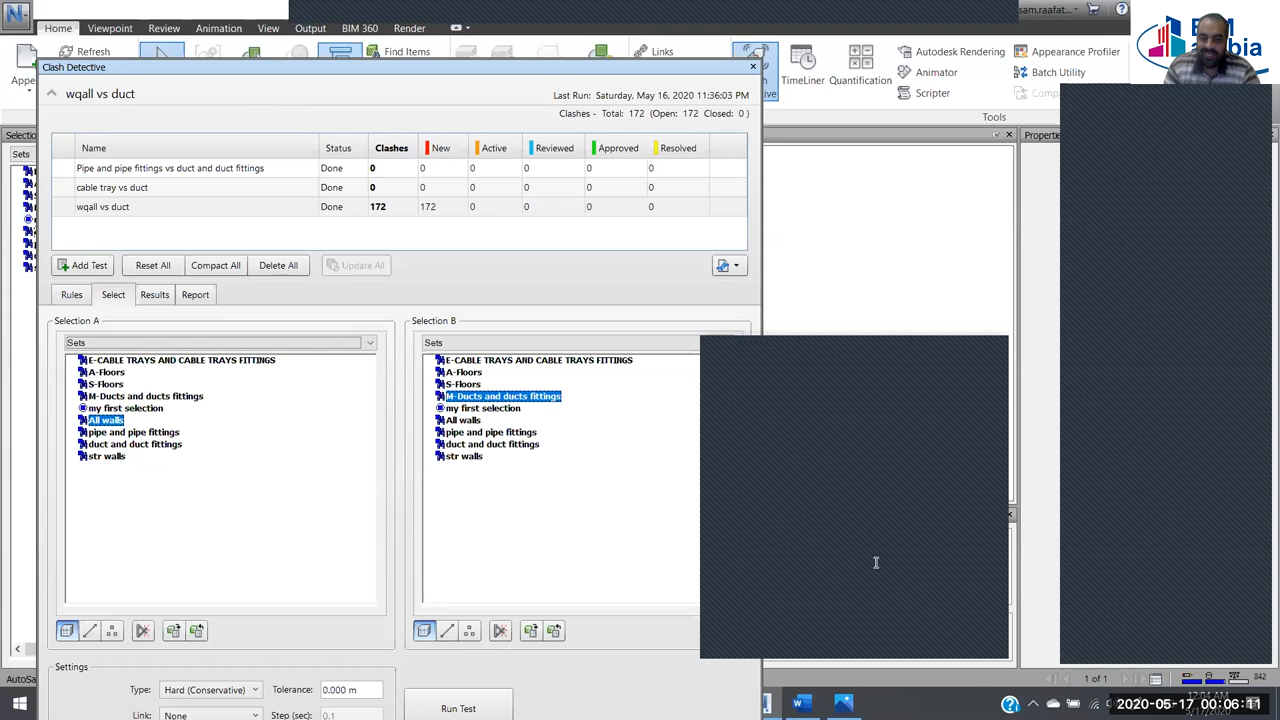 sam.raafat...
Home Viewpoint Review Animation View Output BIM 360 Render
Refresh
Find Items
Links
Autodesk Rendering
Appearance Profiler
TimeLiner
Quantification
Animator
Batch Utility
Scripter
Tools
Clash Detective
wqall vs duct
Last Run: Saturday, May 16, 2020 11:36:03 PM
Clashes - Total: 172 (Open: 172 Closed: 0 )
Name Status Clashes New Active Reviewed Approved Resolved
Pipe and pipe fittings vs duct and duct fittings Done 0 0 0 0 0 0
cable tray vs duct Done 0 0 0 0 0 0
wqall vs duct Done 172 172 0 0 0 0
Add Test Reset All Compact All Delete All Update All
Rules Select Results Report
Selection A
Sets
E-CABLE TRAYS AND CABLE TRAYS FITTINGS
A-Floors
S-Floors
M-Ducts and ducts fittings
my first selection
All walls
pipe and pipe fittings
duct and duct fittings
str walls
Selection B
Sets
E-CABLE TRAYS AND CABLE TRAYS FITTINGS
A-Floors
S-Floors
M-Ducts and ducts fittings
my first selection
All walls
pipe and pipe fittings
duct and duct fittings
str walls
Settings
Type: Hard (Conservative) Tolerance: 0.000 m
Link: None Step (sec): 0.1
Run Test
Sets
1 of 1
842
2020-05-17 00:06:11